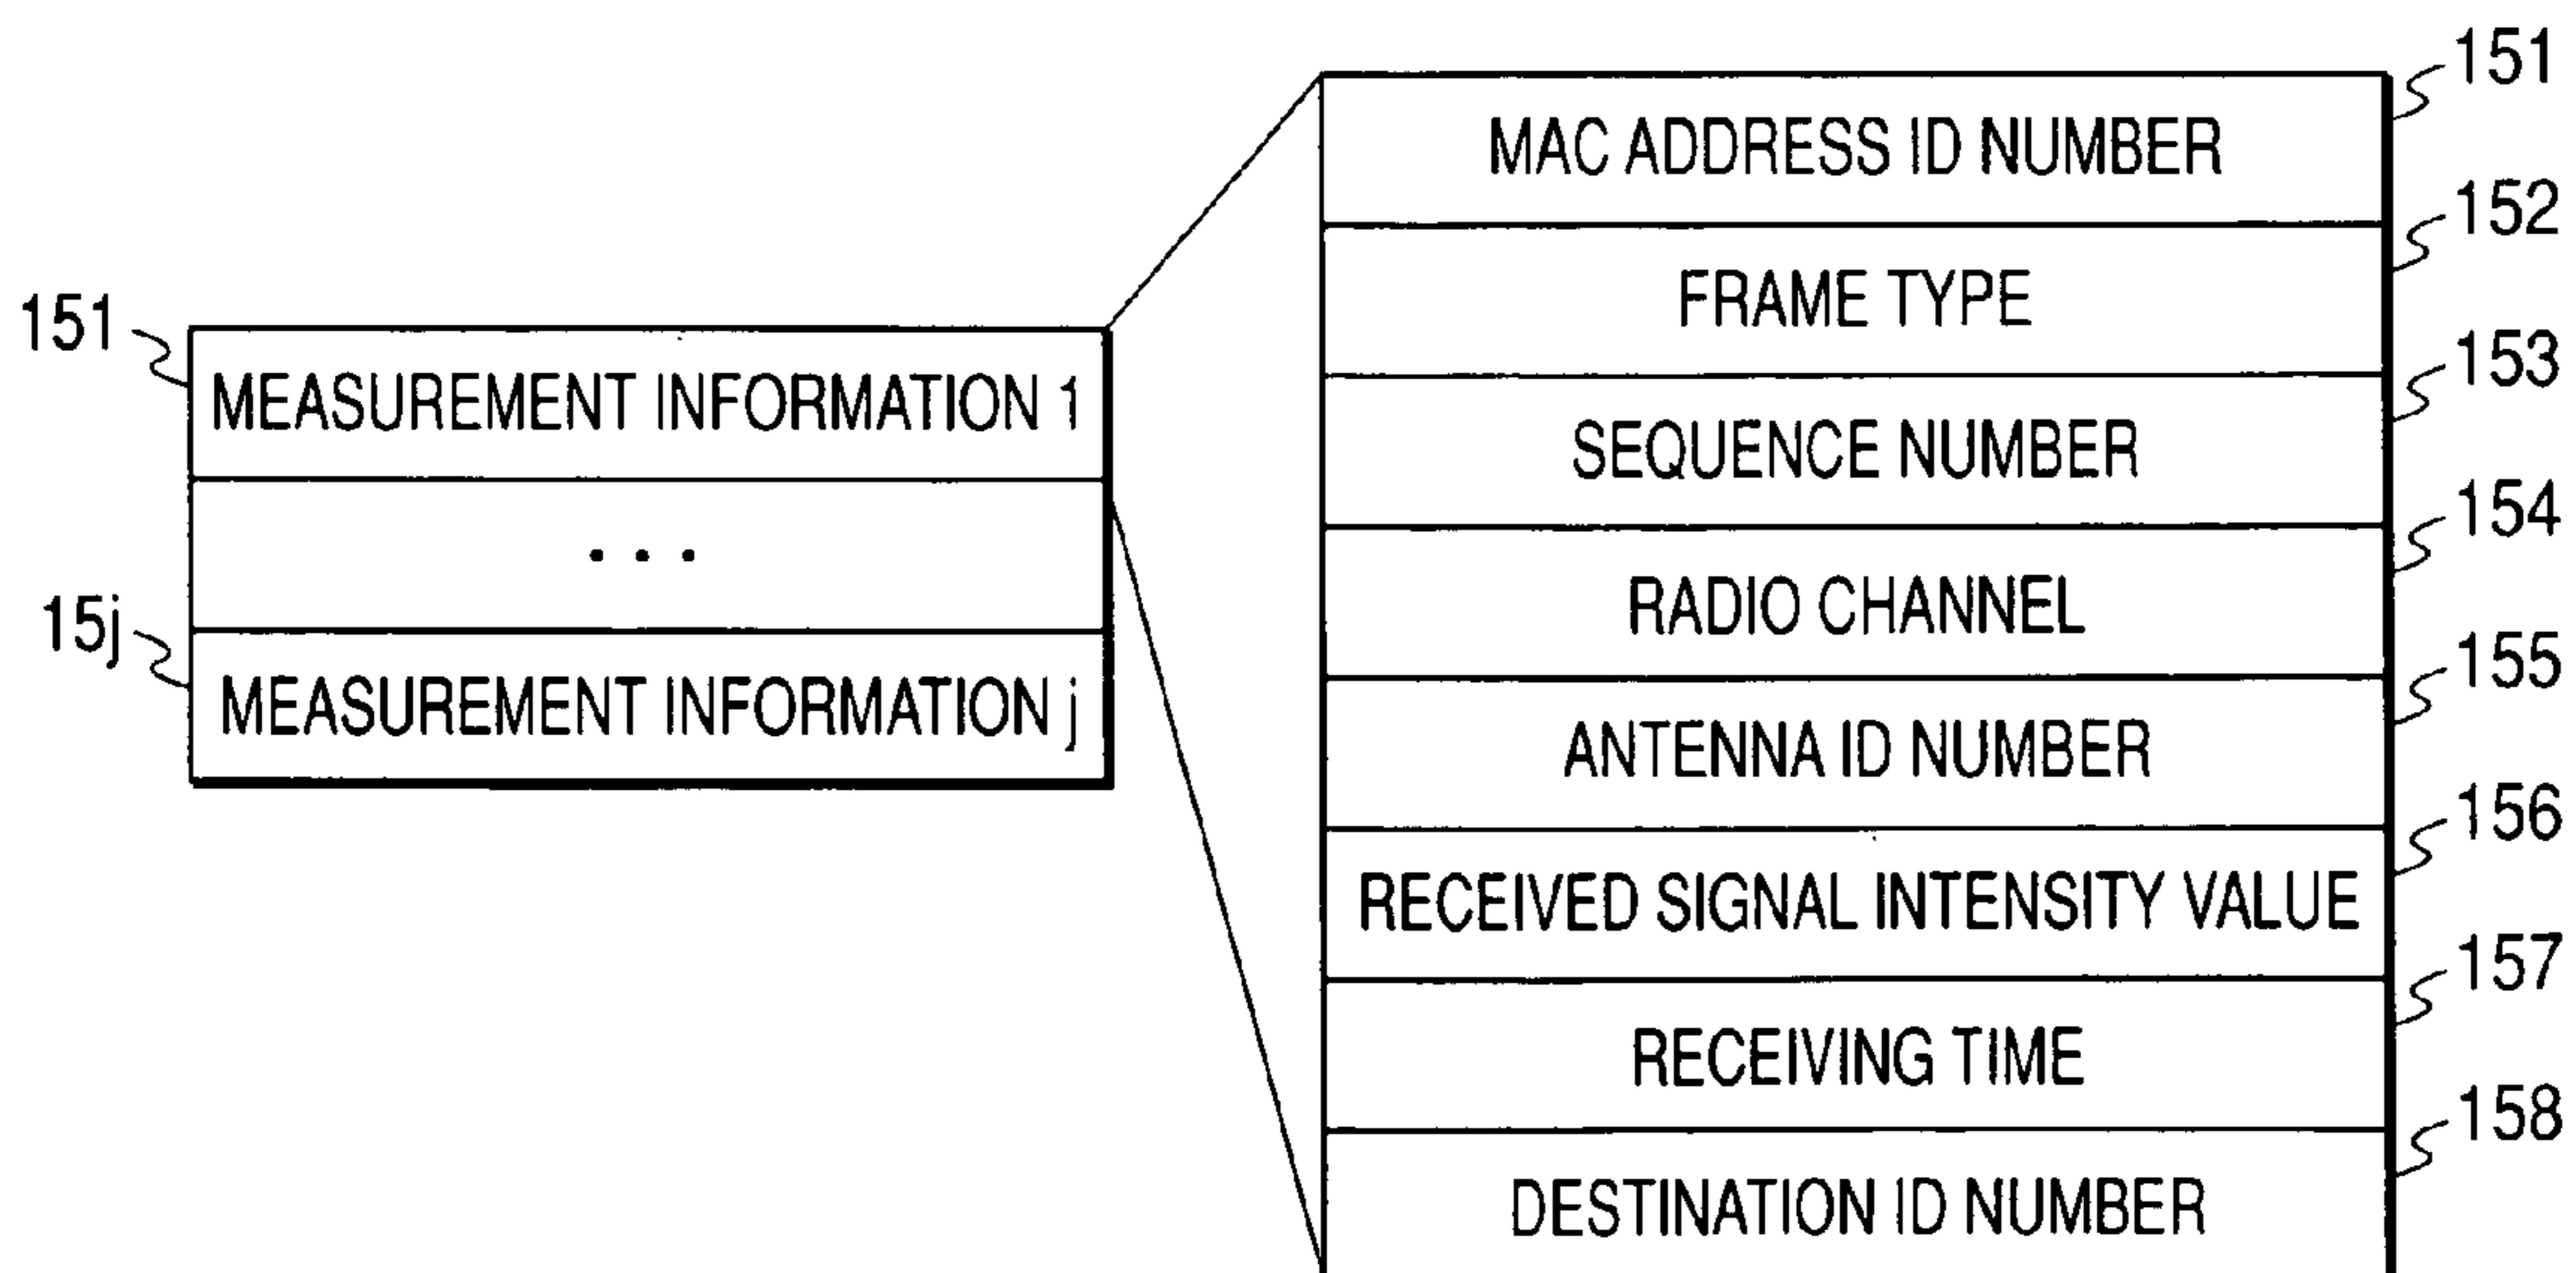 151
MEASUREMENT INFORMATION 1
. . .
15j
MEASUREMENT INFORMATION j
151
MAC ADDRESS ID NUMBER
152
FRAME TYPE
153
SEQUENCE NUMBER
154
RADIO CHANNEL
155
ANTENNA ID NUMBER
156
RECEIVED SIGNAL INTENSITY VALUE
157
RECEIVING TIME
158
DESTINATION ID NUMBER